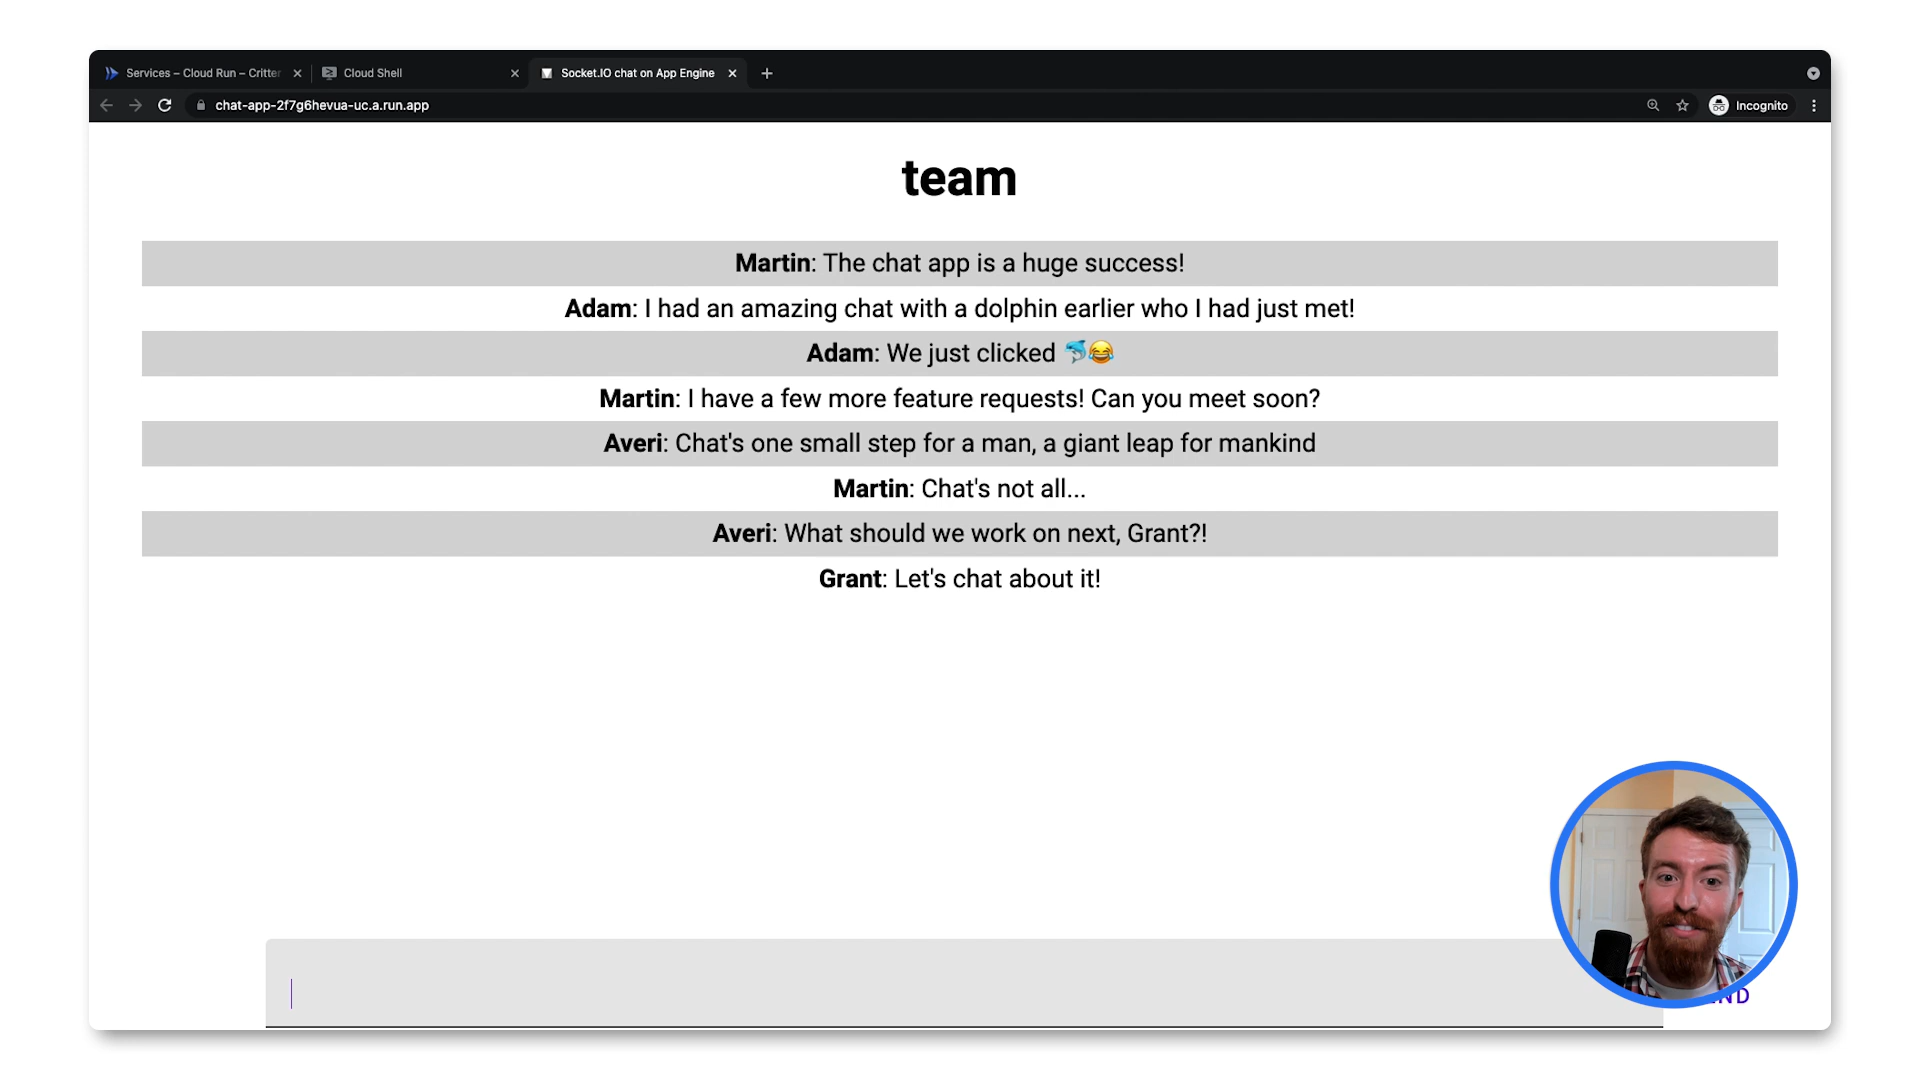 Services – Cloud Run – Critter
Cloud Shell
Socket.IO chat on App Engine
chat-app-2f7g6hevua-uc.a.run.app
Incognito
team
Martin: The chat app is a huge success!
Adam: I had an amazing chat with a dolphin earlier who I had just met!
Adam: We just clicked 🐬😂
Martin: I have a few more feature requests! Can you meet soon?
Averi: Chat's one small step for a man, a giant leap for mankind
Martin: Chat's not all...
Averi: What should we work on next, Grant?!
Grant: Let's chat about it!